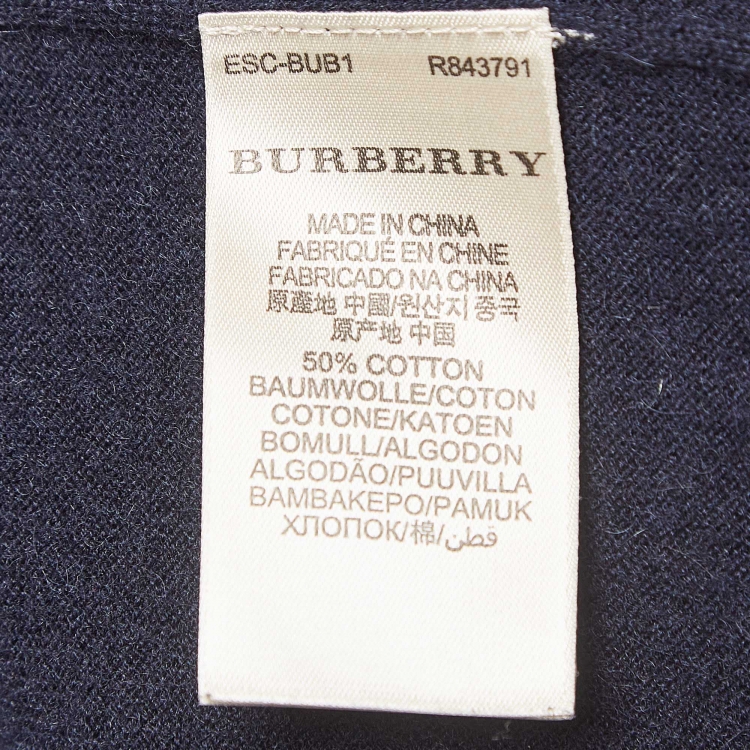 ESC-BUB1 R843791
BURBERRY
MADE IN CHINA
FABRIQUÉ EN CHINE
FABRICADO NA CHINA
原產地 中國/원산지 중국
原产地 中国
50% COTTON
BAUMWOLLE/COTON
COTONE/KATOEN
BOMULL/ALGODON
ALGODÃO/PUUVILLA
BAMBAKEPO/PAMUK
ХЛОПОК/棉/قطن